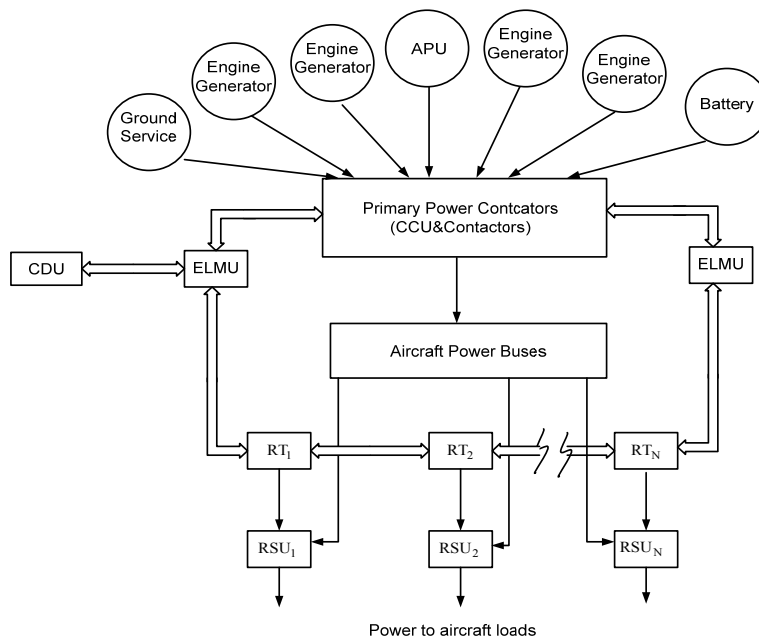 Engine
Generator
APU
Engine
Generator
Engine
Generator
Engine
Generator
Battery
Ground
Service
Primary Power Contcators
(CCU&Contactors)
CDU
ELMU
ELMU
Aircraft Power Buses
RT1
RT2
RTN
RSU1
RSU2
RSUN
Power to aircraft loads